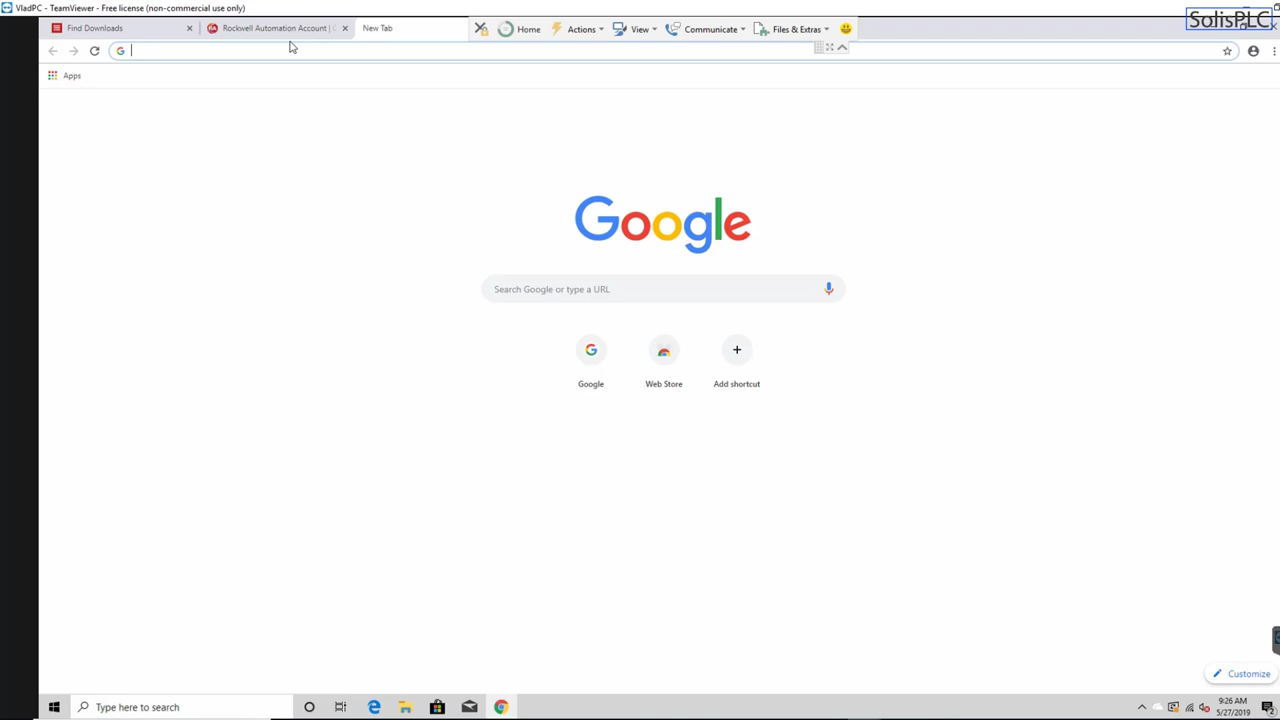 VladPC - TeamViewer - Free license (non-commercial use only)
SolisPLC
Find Downloads
Rockwell Automation Account |
New Tab
Home
Actions
View
Communicate
Files & Extras
Apps
Google
Search Google or type a URL
Google
Web Store
Add shortcut
Customize
Type here to search
9:26 AM
5/27/2019
2